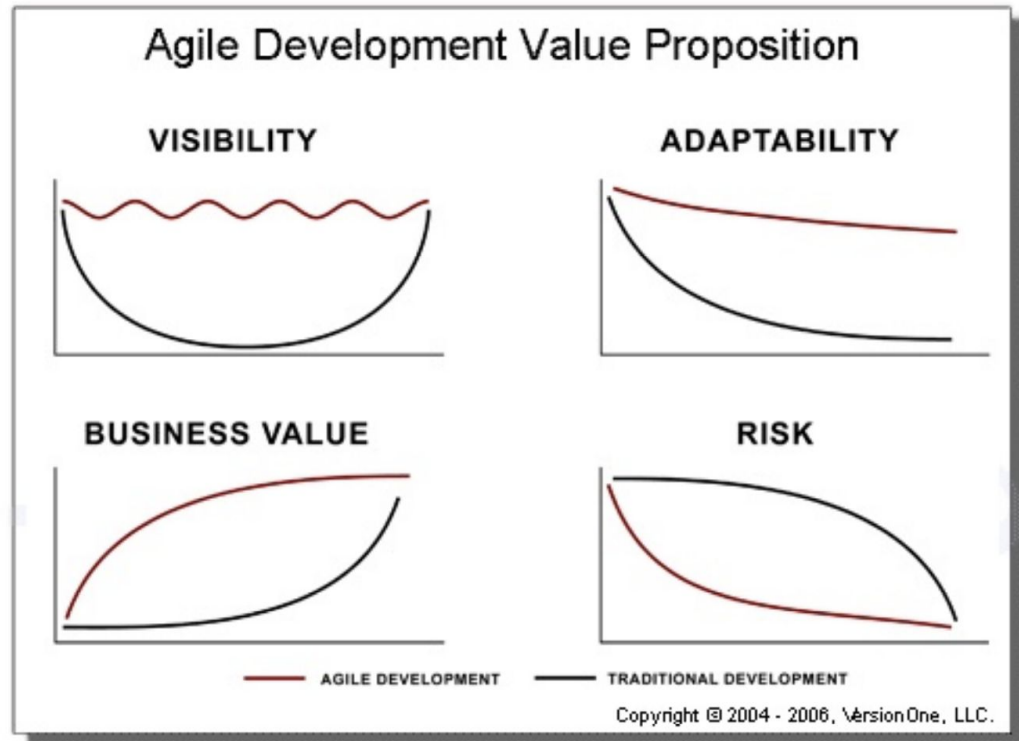 Agile Development Value Proposition
VISIBILITY
ADAPTABILITY
BUSINESS VALUE
RISK
AGILE DEVELOPMENT
TRADITIONAL DEVELOPMENT
Copyright © 2004 - 2006, VersionOne, LLC.